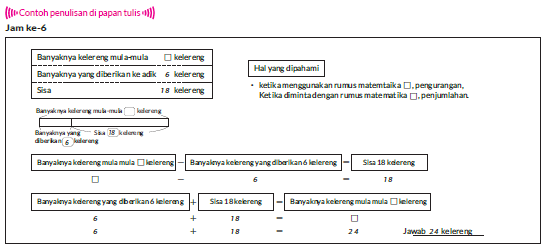 Contoh penulisan di papan tulis
Jam ke-6
Banyaknya kelereng mula-mula □ kelereng
Banyaknya yang diberikan ke adik 6 kelereng
Sisa 18 kelereng
Hal yang dipahami
• ketika menggunakan rumus matemtaika □, pengurangan,
Ketika diminta dengan rumus matematika □, penjumlahan.
Banyaknya kelereng mula-mula □ kelereng
Banyaknya yang diberikan 6 kelereng
Sisa 18 kelereng
Banyaknya kelereng mula mula □ kelereng − Banyaknya kelereng yang diberikan 6 kelereng = Sisa 18 kelereng
□ − 6 = 18
Banyaknya kelereng yang diberikan 6 kelereng + Sisa 18 kelereng = Banyaknya kelereng mula mula □ kelereng
6 + 18 = □
6 + 18 = 24
Jawab 24 kelereng